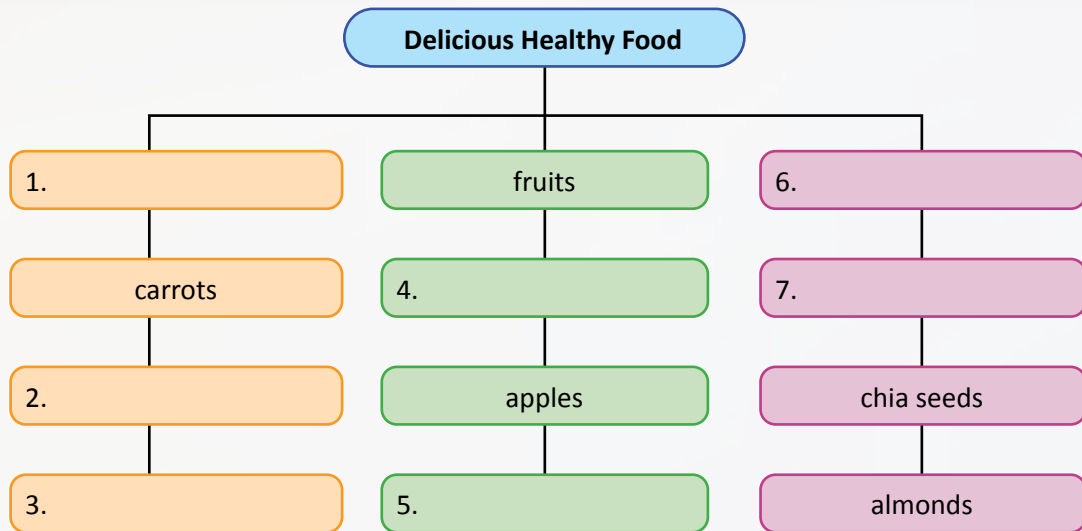 Delicious Healthy Food
1.
fruits
6.
carrots
4.
7.
2.
apples
chia seeds
3.
5.
almonds